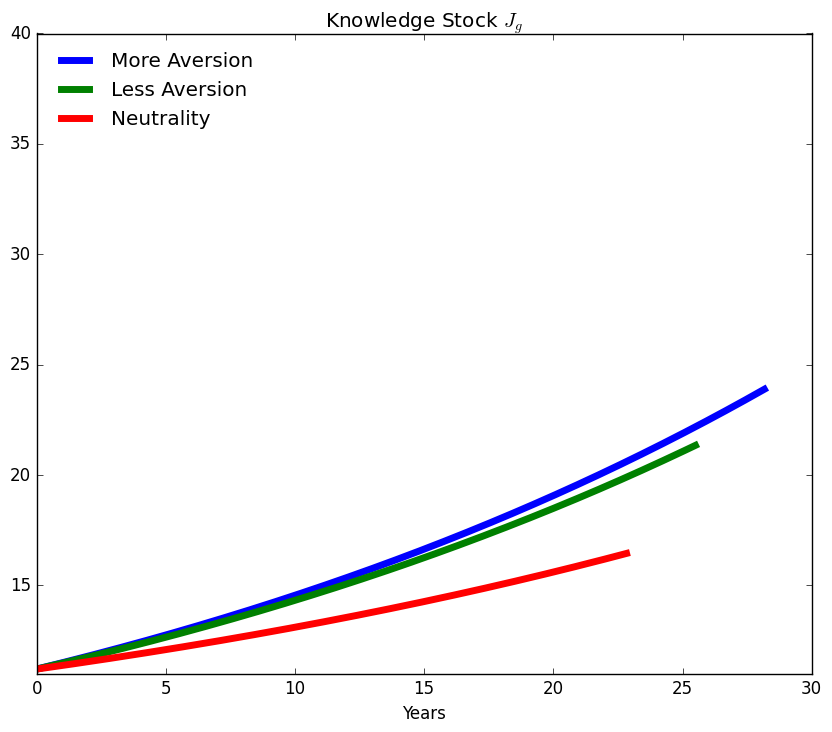 Knowledge Stock $J_g$
More Aversion
Less Aversion
Neutrality
40
35
30
25
20
15
0 5 10 15 20 25 30
Years